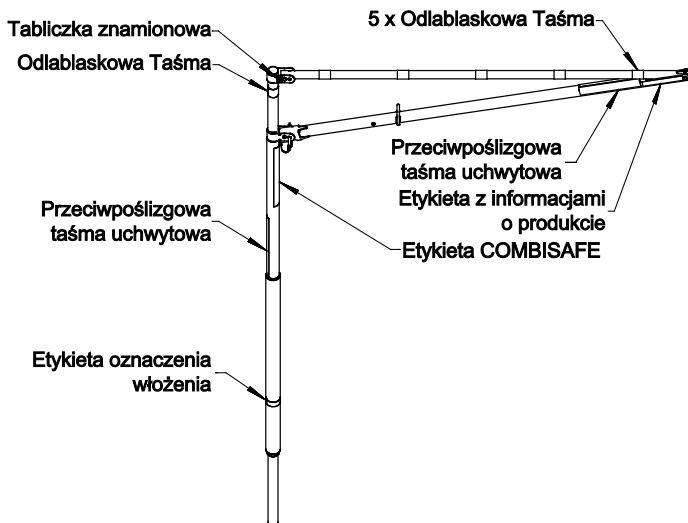 Tabliczka znamionowa
Odlablaskowa Taśma
5 x Odlablaskowa Taśma
Przeciwpoślizgowa
taśma uchwytowa
Etykieta z informacjami
o produkcie
Etykieta COMBISAFE
Przeciwpoślizgowa
taśma uchwytowa
Etykieta oznaczenia
włożenia